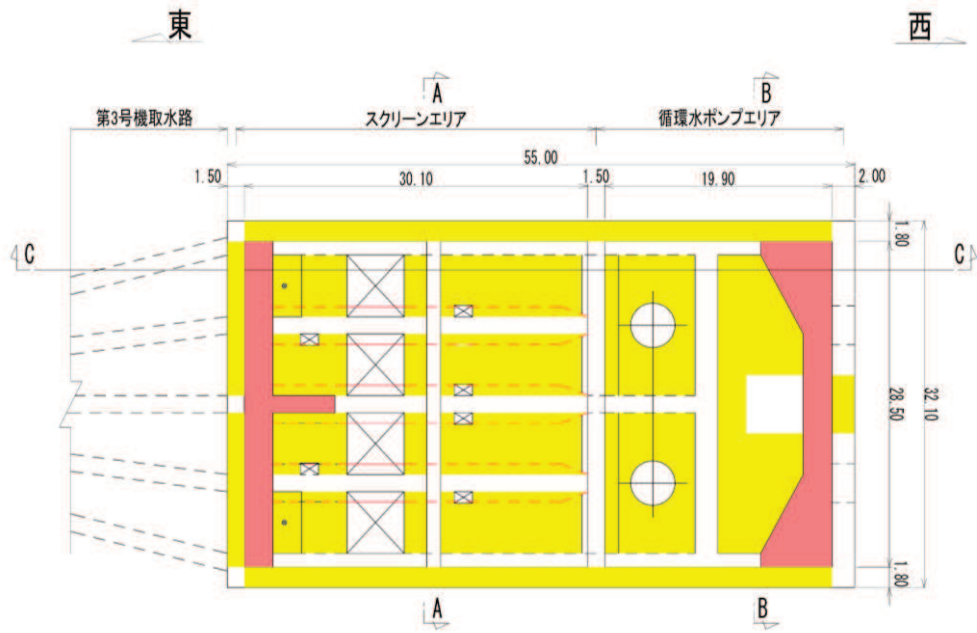 東
西
A
B
第3号機取水路
スクリーンエリア
循環水ポンプエリア
55.00
1.50
30.10
1.50
19.90
2.00
1.80
C
C
28.50
32.10
1.80
A
B